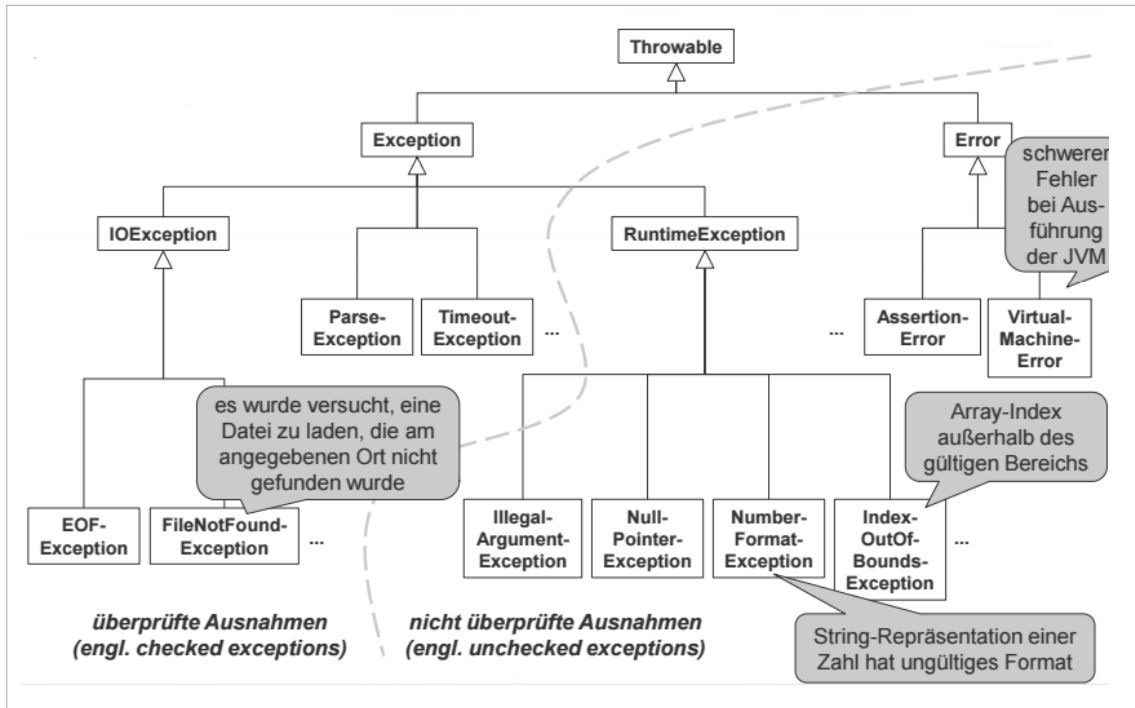 Throwable
Exception
Error
schwerer
Fehler
bei Aus-
führung
der JVM
IOException
RuntimeException
Parse-
Exception
Timeout-
Exception
...
...
Assertion-
Error
Virtual-
Machine-
Error
es wurde versucht, eine
Datei zu laden, die am
angegebenen Ort nicht
gefunden wurde
Array-Index
außerhalb des
gültigen Bereichs
EOF-
Exception
FileNotFound-
Exception
...
Illegal-
Argument-
Exception
Null-
Pointer-
Exception
Number-
Format-
Exception
Index-
OutOf-
Bounds-
Exception
...
überprüfte Ausnahmen
(engl. checked exceptions)
nicht überprüfte Ausnahmen
(engl. unchecked exceptions)
String-Repräsentation einer
Zahl hat ungültiges Format